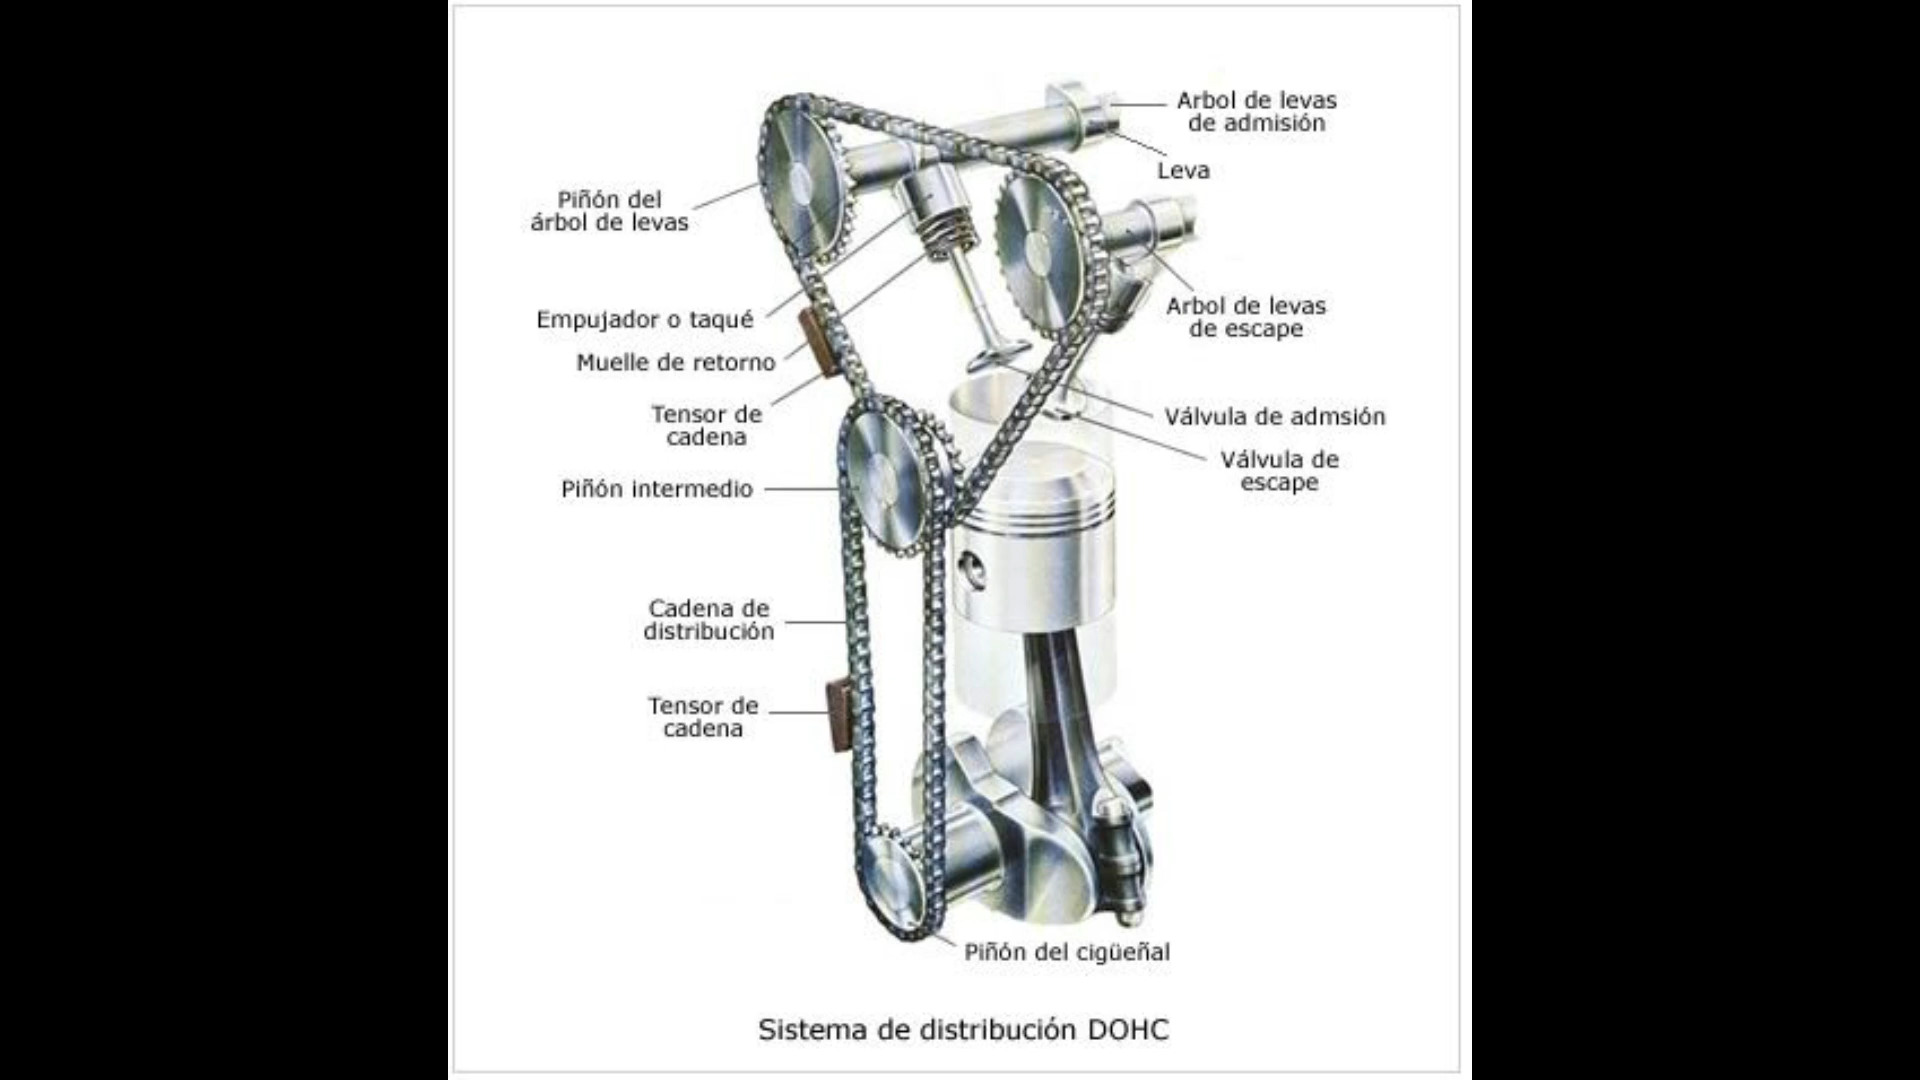 Arbol de levas
de admisión
Leva
Piñón del
árbol de levas
Empujador o taqué
Arbol de levas
de escape
Muelle de retorno
Tensor de
cadena
Válvula de admsión
Válvula de
escape
Piñón intermedio
Cadena de
distribución
Tensor de
cadena
Piñón del cigüeñal
Sistema de distribución DOHC